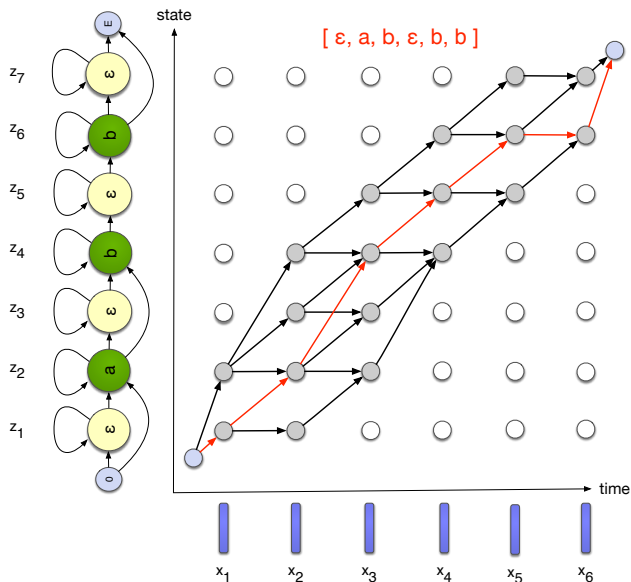 state
[ ε, a, b, ε, b, b ]
E
z7
ε
z6
b
z5
ε
z4
b
z3
ε
z2
a
z1
ε
0
time
x1 x2 x3 x4 x5 x6